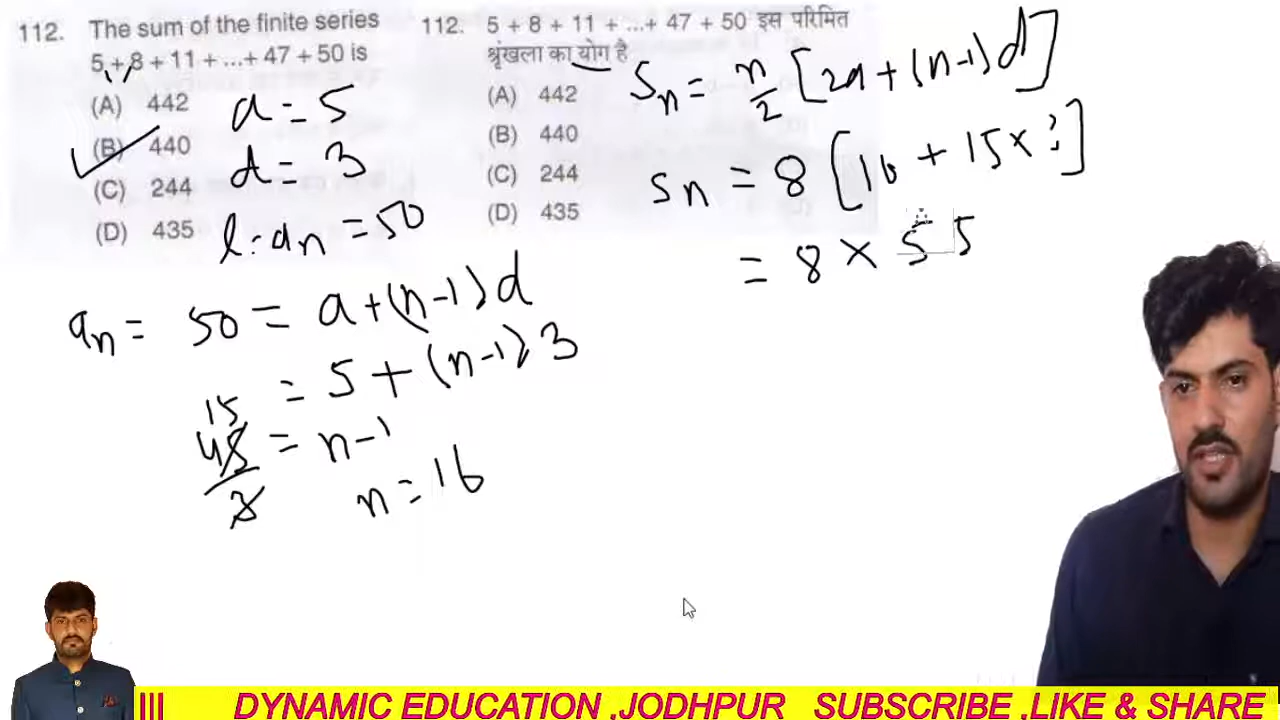 112. The sum of the finite series
5 + 8 + 11 + ...+ 47 + 50 is
(A) 442
(B) 440
(C) 244
(D) 435
112. 5 + 8 + 11 + ...+ 47 + 50 इस परिमित
श्रृंखला का योग है
(A) 442
(B) 440
(C) 244
(D) 435
a = 5
d = 3
l = an = 50
an = 50 = a + (n-1) d
= 5 + (n-1) 3
15
45/3 = n-1
n = 16
Sn = n/2 [2a + (n-1) d]
Sn = 8 [10 + 15 x 3]
= 8 x 55
III DYNAMIC EDUCATION ,JODHPUR SUBSCRIBE ,LIKE & SHARE